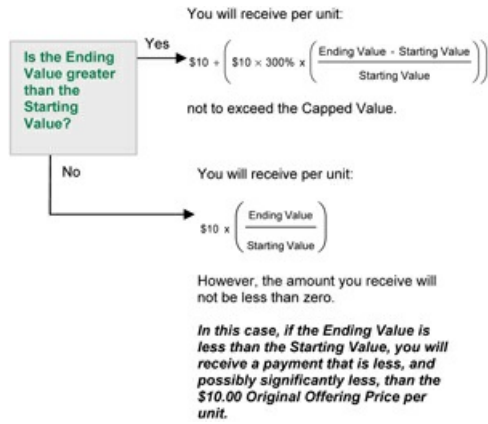 You will receive per unit:
Yes
Is the Ending
Value greater
than the
Starting
Value?
$10 + ( $10 × 300% x ( Ending Value - Starting Value
Starting Value ) )
not to exceed the Capped Value.
No
You will receive per unit:
$10 x ( Ending Value
Starting Value )
However, the amount you receive will
not be less than zero.
In this case, if the Ending Value is
less than the Starting Value, you will
receive a payment that is less, and
possibly significantly less, than the
$10.00 Original Offering Price per
unit.